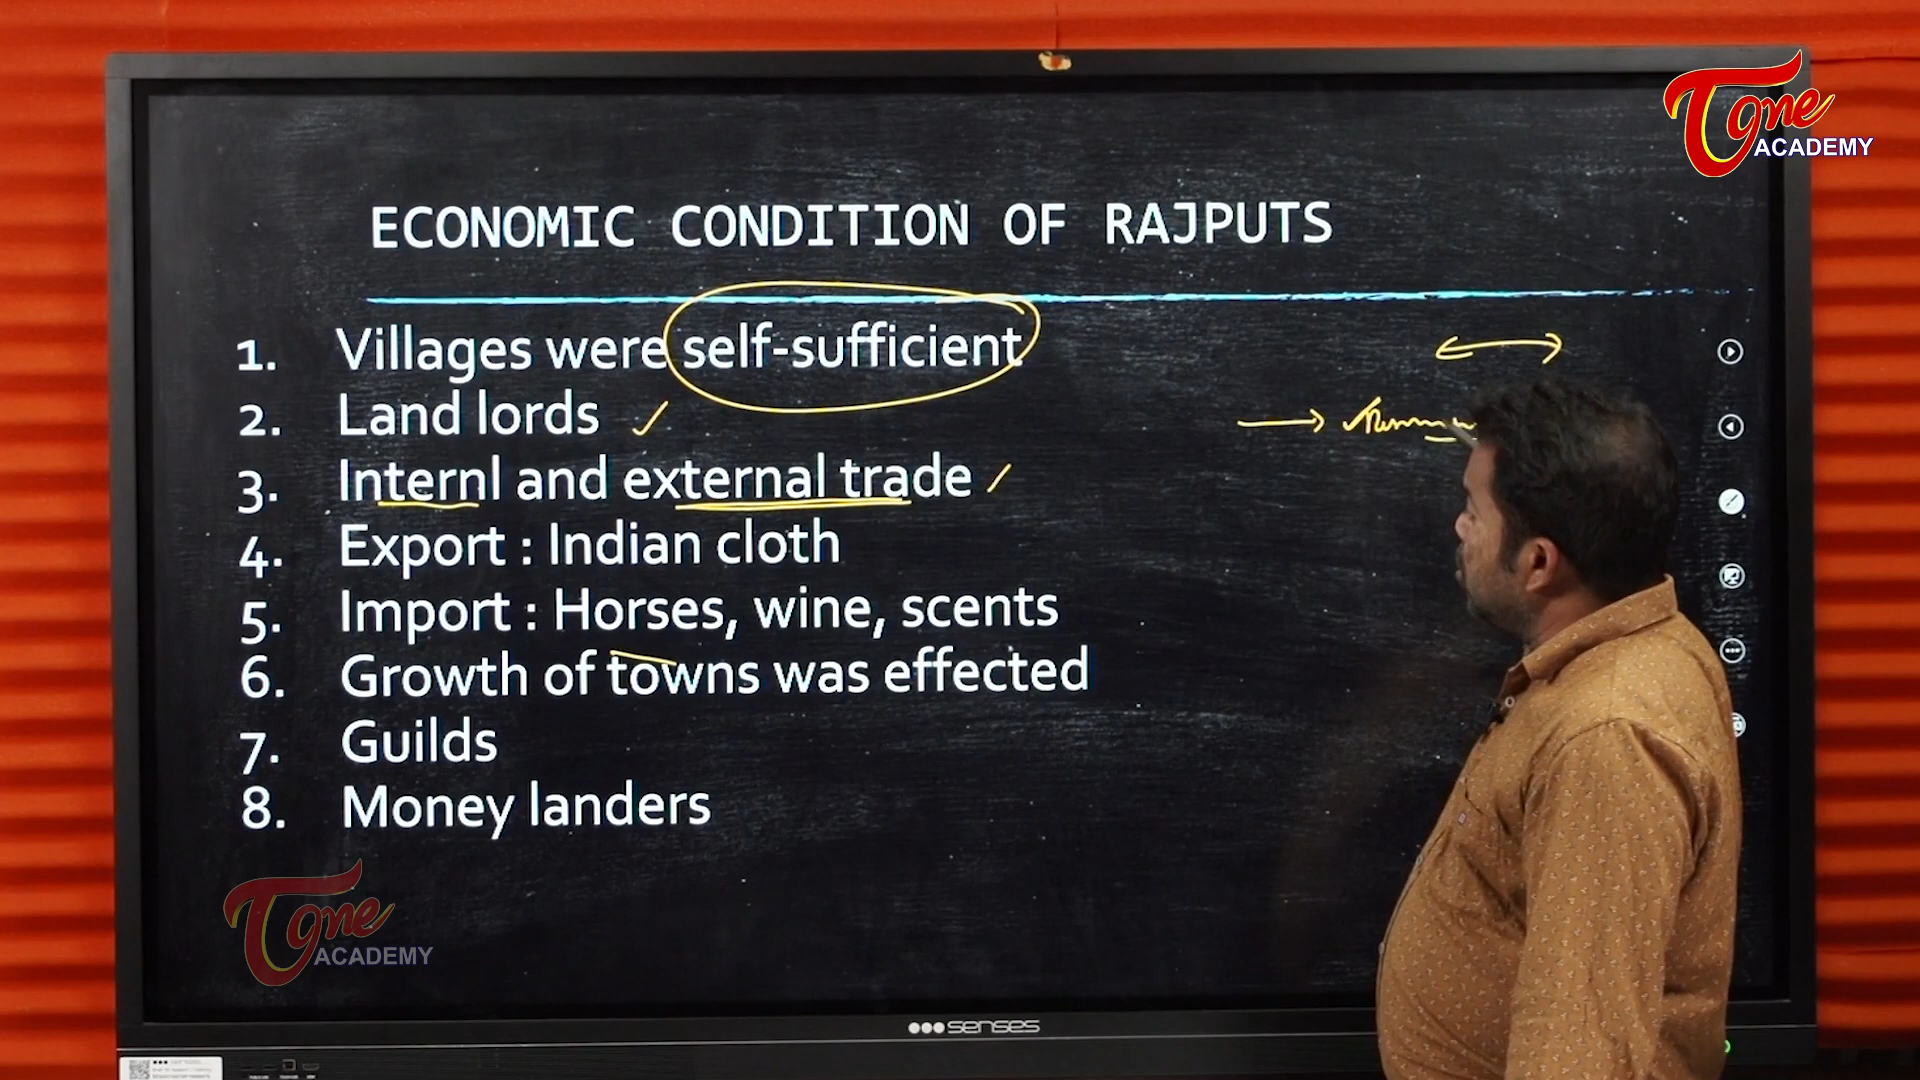 Tone
ACADEMY
ECONOMIC CONDITION OF RAJPUTS
1. Villages were self-sufficient
2. Land lords
3. Internl and external trade
4. Export : Indian cloth
5. Import : Horses, wine, scents
6. Growth of towns was effected
7. Guilds
8. Money landers
Tone
ACADEMY
senses